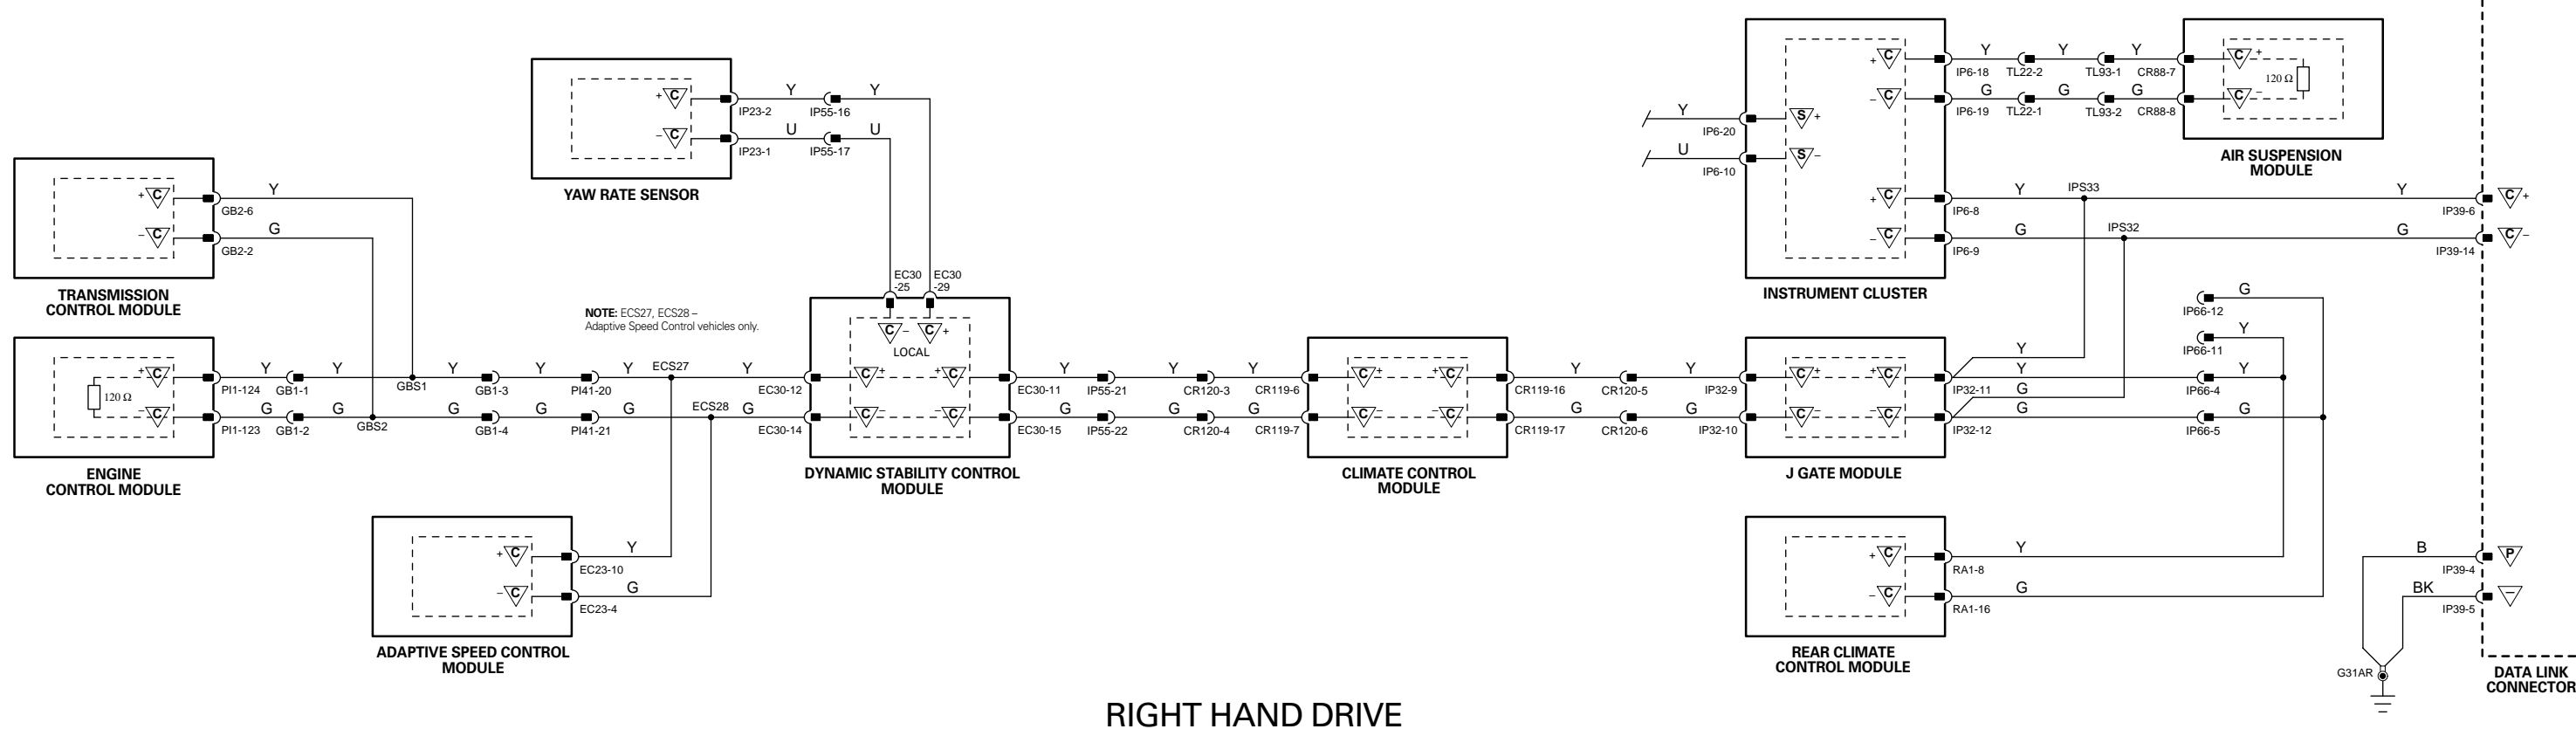 Y
IP6-18
Y
TL22-2
TL93-1
Y
CR88-7
C
+
120 Ω
G
IP6-19
G
TL22-1
TL93-2
G
CR88-8
C
–
AIR SUSPENSION
MODULE
+ C
– C
Y
IP6-20
S +
U
IP6-10
S –
+ C
Y
IP6-8
IPS33
Y
IP39-6
C +
– C
G
IP6-9
IPS32
G
IP39-14
C –
INSTRUMENT CLUSTER
+ C
Y
IP23-2
IP55-16
Y
– C
U
IP23-1
IP55-17
U
YAW RATE SENSOR
+ C
Y
GB2-6
– C
G
GB2-2
TRANSMISSION
CONTROL MODULE
EC30
-25
EC30
-29
NOTE: ECS27, ECS28 –
Adaptive Speed Control vehicles only.
C –
C +
LOCAL
G
IP66-12
Y
IP66-11
120 Ω
+ C
Y
PI1-124
GB1-1
Y
GBS1
Y
GB1-3
Y
PI41-20
Y
ECS27
Y
EC30-12
C +
+ C
Y
EC30-11
IP55-21
Y
CR120-3
Y
CR119-6
C +
+ C
Y
CR119-16
CR120-5
Y
IP32-9
C +
+ C
Y
Y
IP32-11
IP66-4
Y
– C
G
PI1-123
GB1-2
G
GBS2
G
GB1-4
G
PI41-21
G
ECS28
G
EC30-14
C –
– C
G
EC30-15
IP55-22
G
CR120-4
G
CR119-7
C –
– C
G
CR119-17
CR120-6
G
IP32-10
C –
– C
G
G
IP32-12
IP66-5
G
ENGINE
CONTROL MODULE
DYNAMIC STABILITY CONTROL
MODULE
CLIMATE CONTROL
MODULE
J GATE MODULE
+ C
Y
EC23-10
– C
G
EC23-4
ADAPTIVE SPEED CONTROL
MODULE
+ C
Y
RA1-8
– C
G
RA1-16
REAR CLIMATE
CONTROL MODULE
B
IP39-4
P
BK
IP39-5
–
G31AR
DATA LINK
CONNECTOR
RIGHT HAND DRIVE